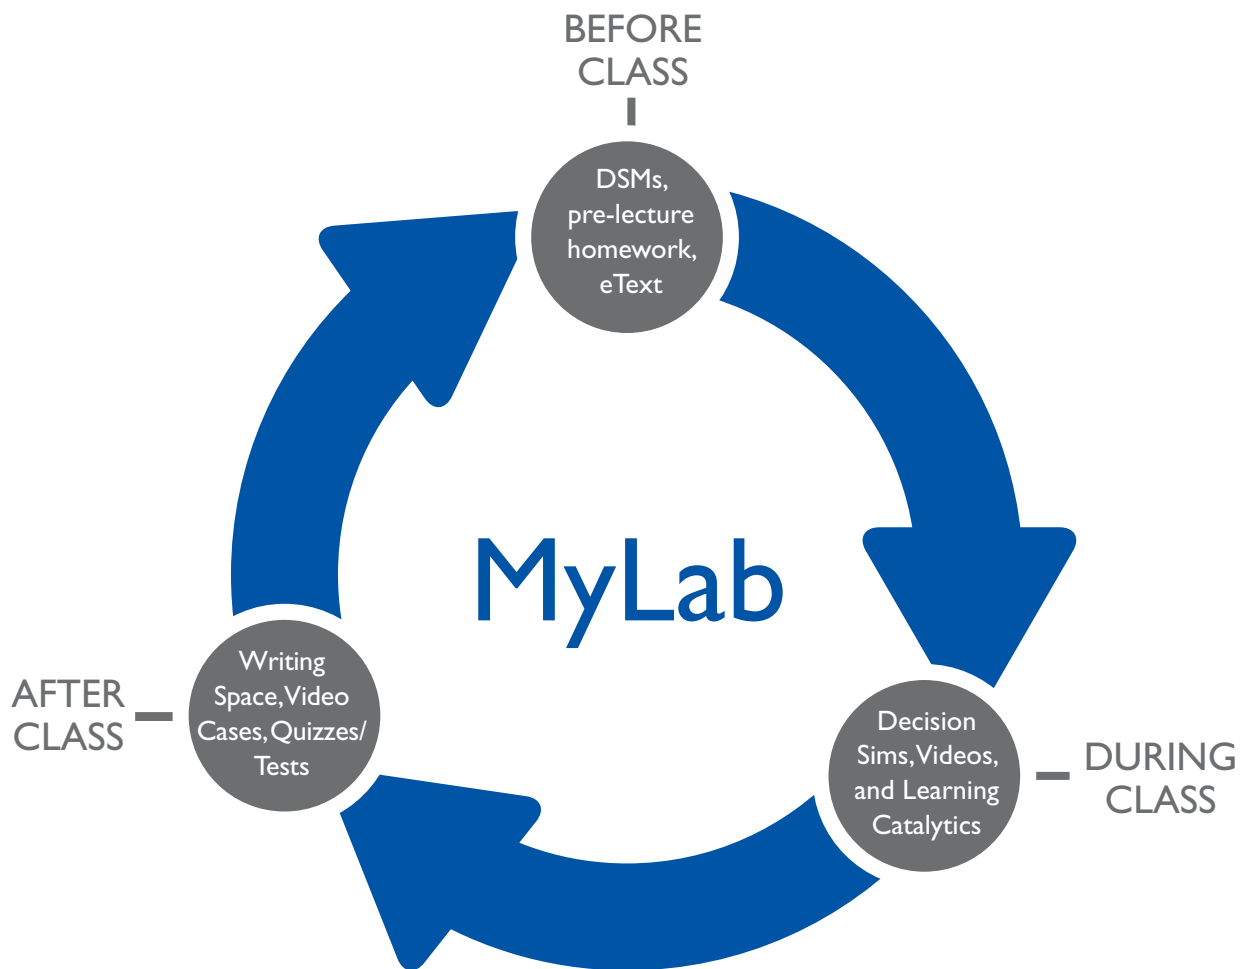 BEFORE
CLASS
DSMs,
pre-lecture
homework,
eText
MyLab
AFTER
CLASS
Writing
Space, Video
Cases, Quizzes/
Tests
Decision
Sims, Videos,
and Learning
Catalytics
DURING
CLASS